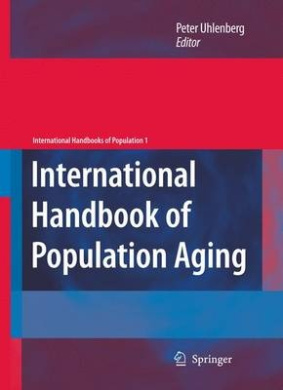 Peter Uhlenberg
Editor
International Handbooks of Population 1
International
Handbook of
Population Aging
Springer